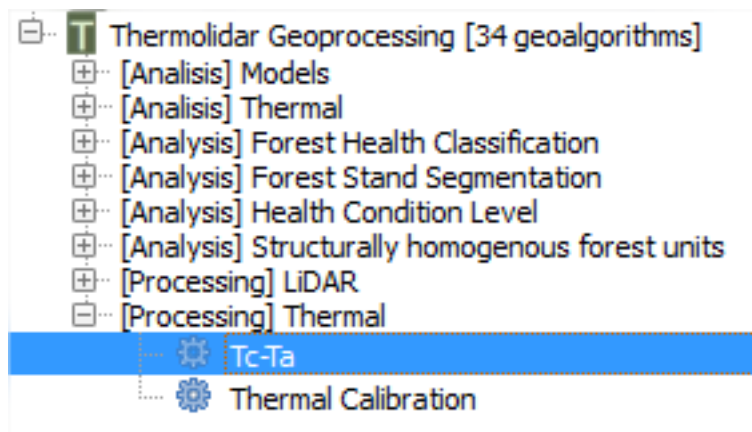 T Thermolidar Geoprocessing [34 geoalgorithms]
[Analisis] Models
[Analisis] Thermal
[Analysis] Forest Health Classification
[Analysis] Forest Stand Segmentation
[Analysis] Health Condition Level
[Analysis] Structurally homogenous forest units
[Processing] LiDAR
[Processing] Thermal
Tc-Ta
Thermal Calibration